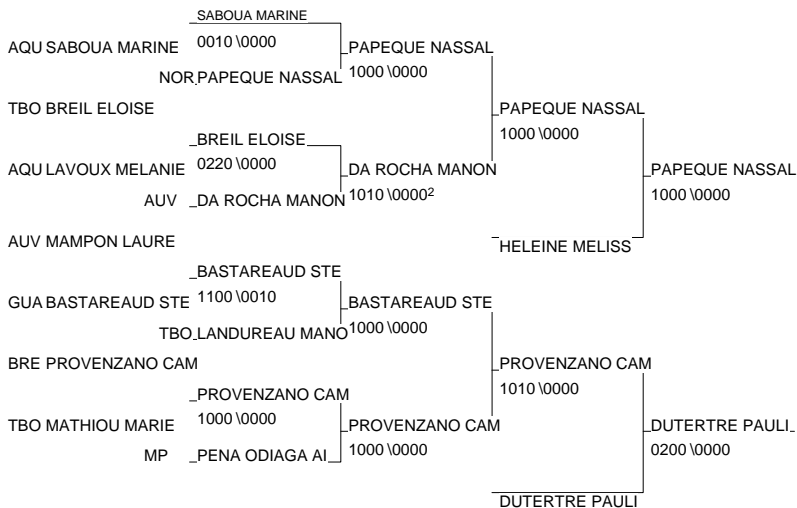 SABOUA MARINE
AQU SABOUA MARINE 0010 \0000 PAPEQUE NASSAL
NOR PAPEQUE NASSAL 1000 \0000
TBO BREIL ELOISE PAPEQUE NASSAL
1000 \0000
BREIL ELOISE
AQU LAVOUX MELANIE 0220 \0000 DA ROCHA MANON PAPEQUE NASSAL
AUV DA ROCHA MANON 1010 \0000² 1000 \0000
AUV MAMPON LAURE HELEINE MELISS
BASTAREAUD STE
GUA BASTAREAUD STE 1100 \0010 BASTAREAUD STE
TBO LANDUREAU MANO 1000 \0000
BRE PROVENZANO CAM PROVENZANO CAM
1010 \0000
PROVENZANO CAM
TBO MATHIOU MARIE 1000 \0000 PROVENZANO CAM DUTERTRE PAULI
MP PENA ODIAGA AI 1000 \0000 0200 \0000
DUTERTRE PAULI